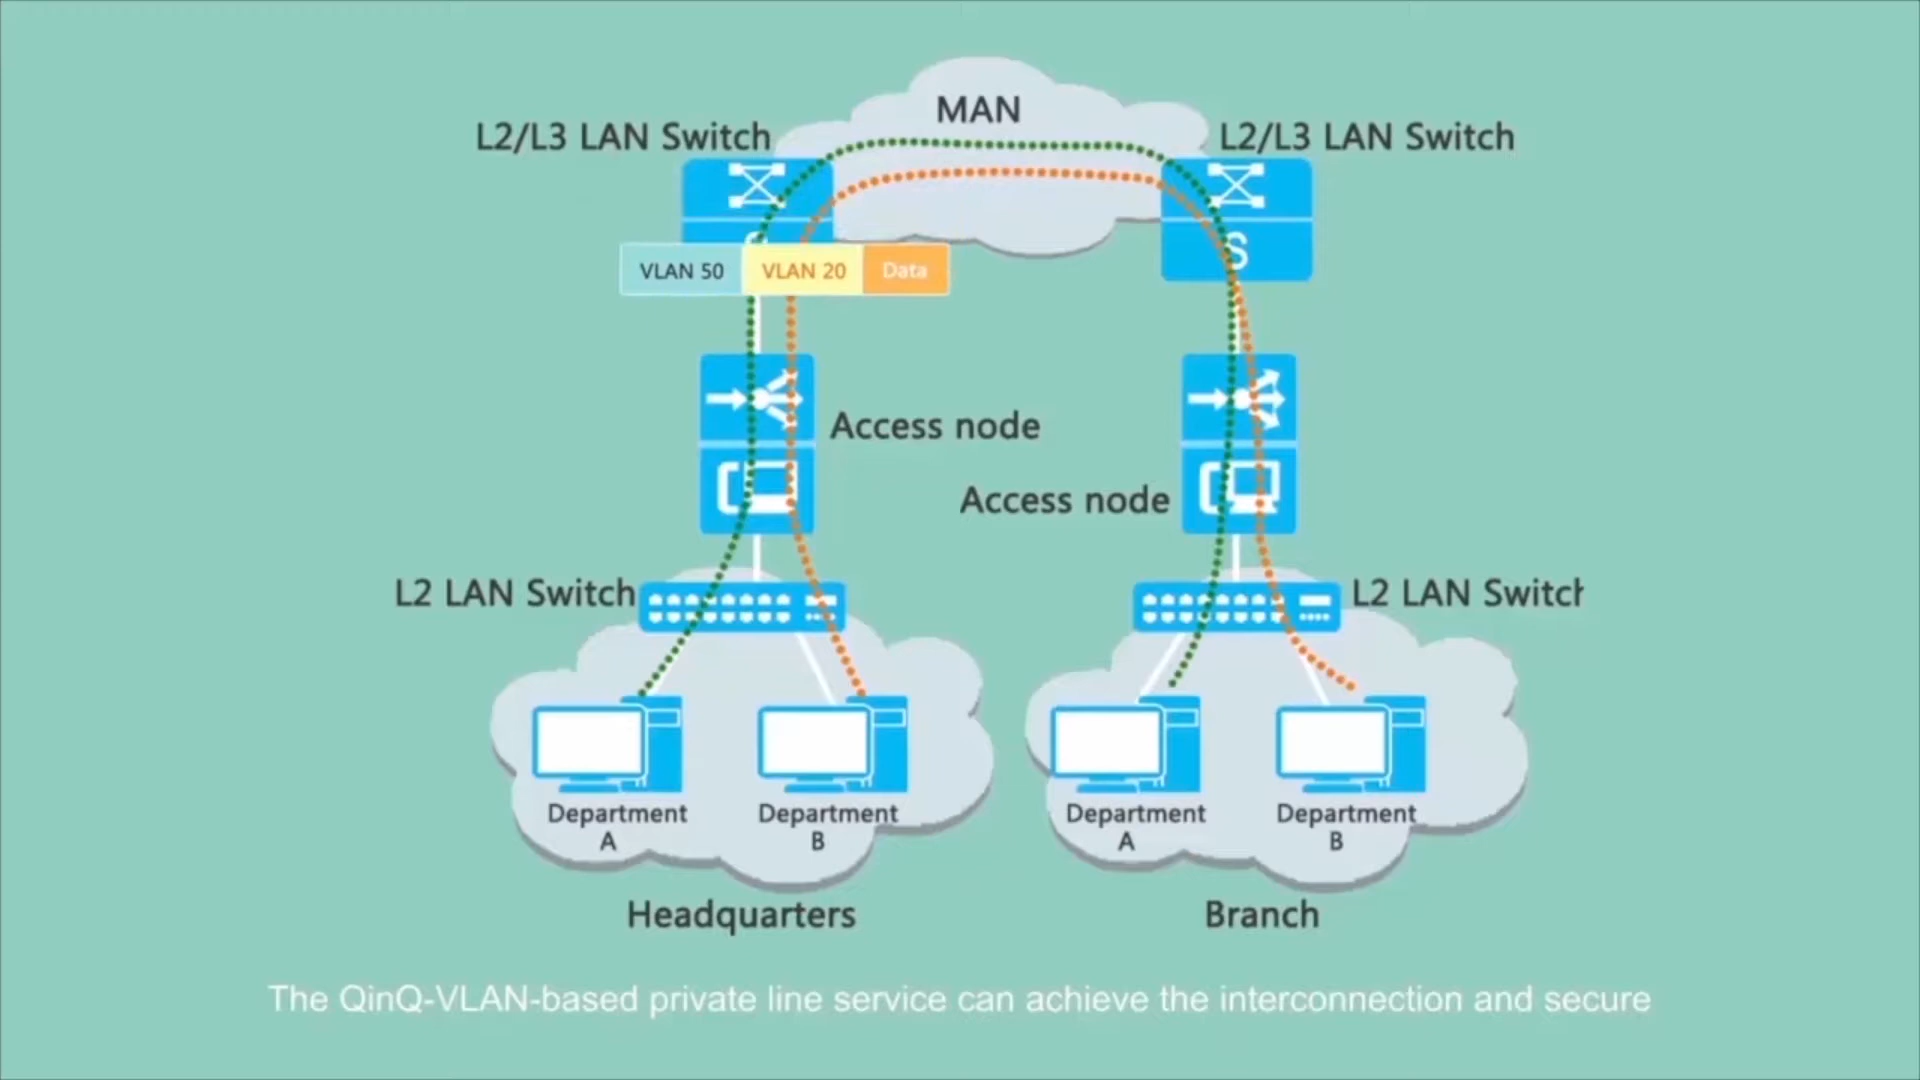 MAN
L2/L3 LAN Switch
L2/L3 LAN Switch
S
VLAN 50 VLAN 20 Data
Access node
Access node
L2 LAN Switch
L2 LAN Switch
Department
A
Department
B
Department
A
Department
B
Headquarters
Branch
The QinQ-VLAN-based private line service can achieve the interconnection and secure